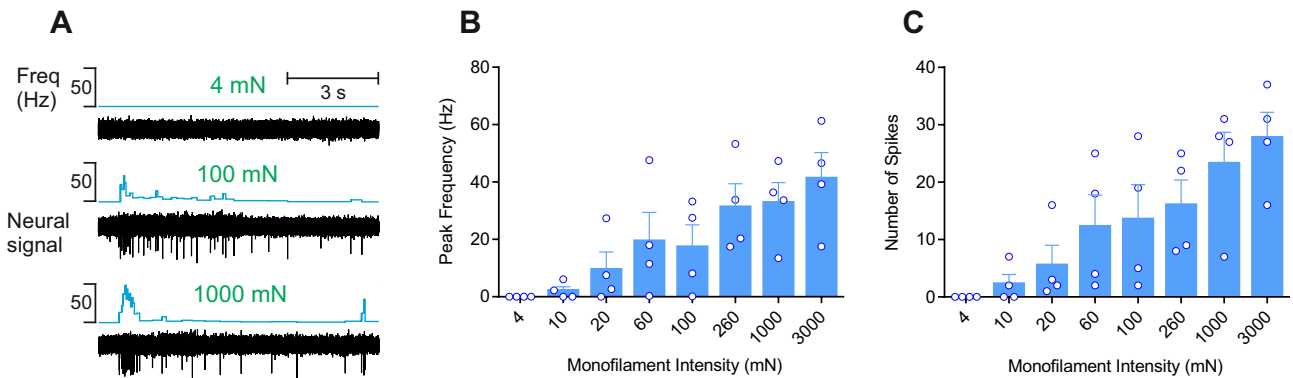 A
Freq
(Hz)
50
4 mN
3 s
50
100 mN
Neural
signal
50
1000 mN
B
Peak Frequency (Hz)
80
60
40
20
0
4
10
20
60
100
260
1000
3000
Monofilament Intensity (mN)
C
Number of Spikes
40
30
20
10
0
4
10
20
60
100
260
1000
3000
Monofilament Intensity (mN)